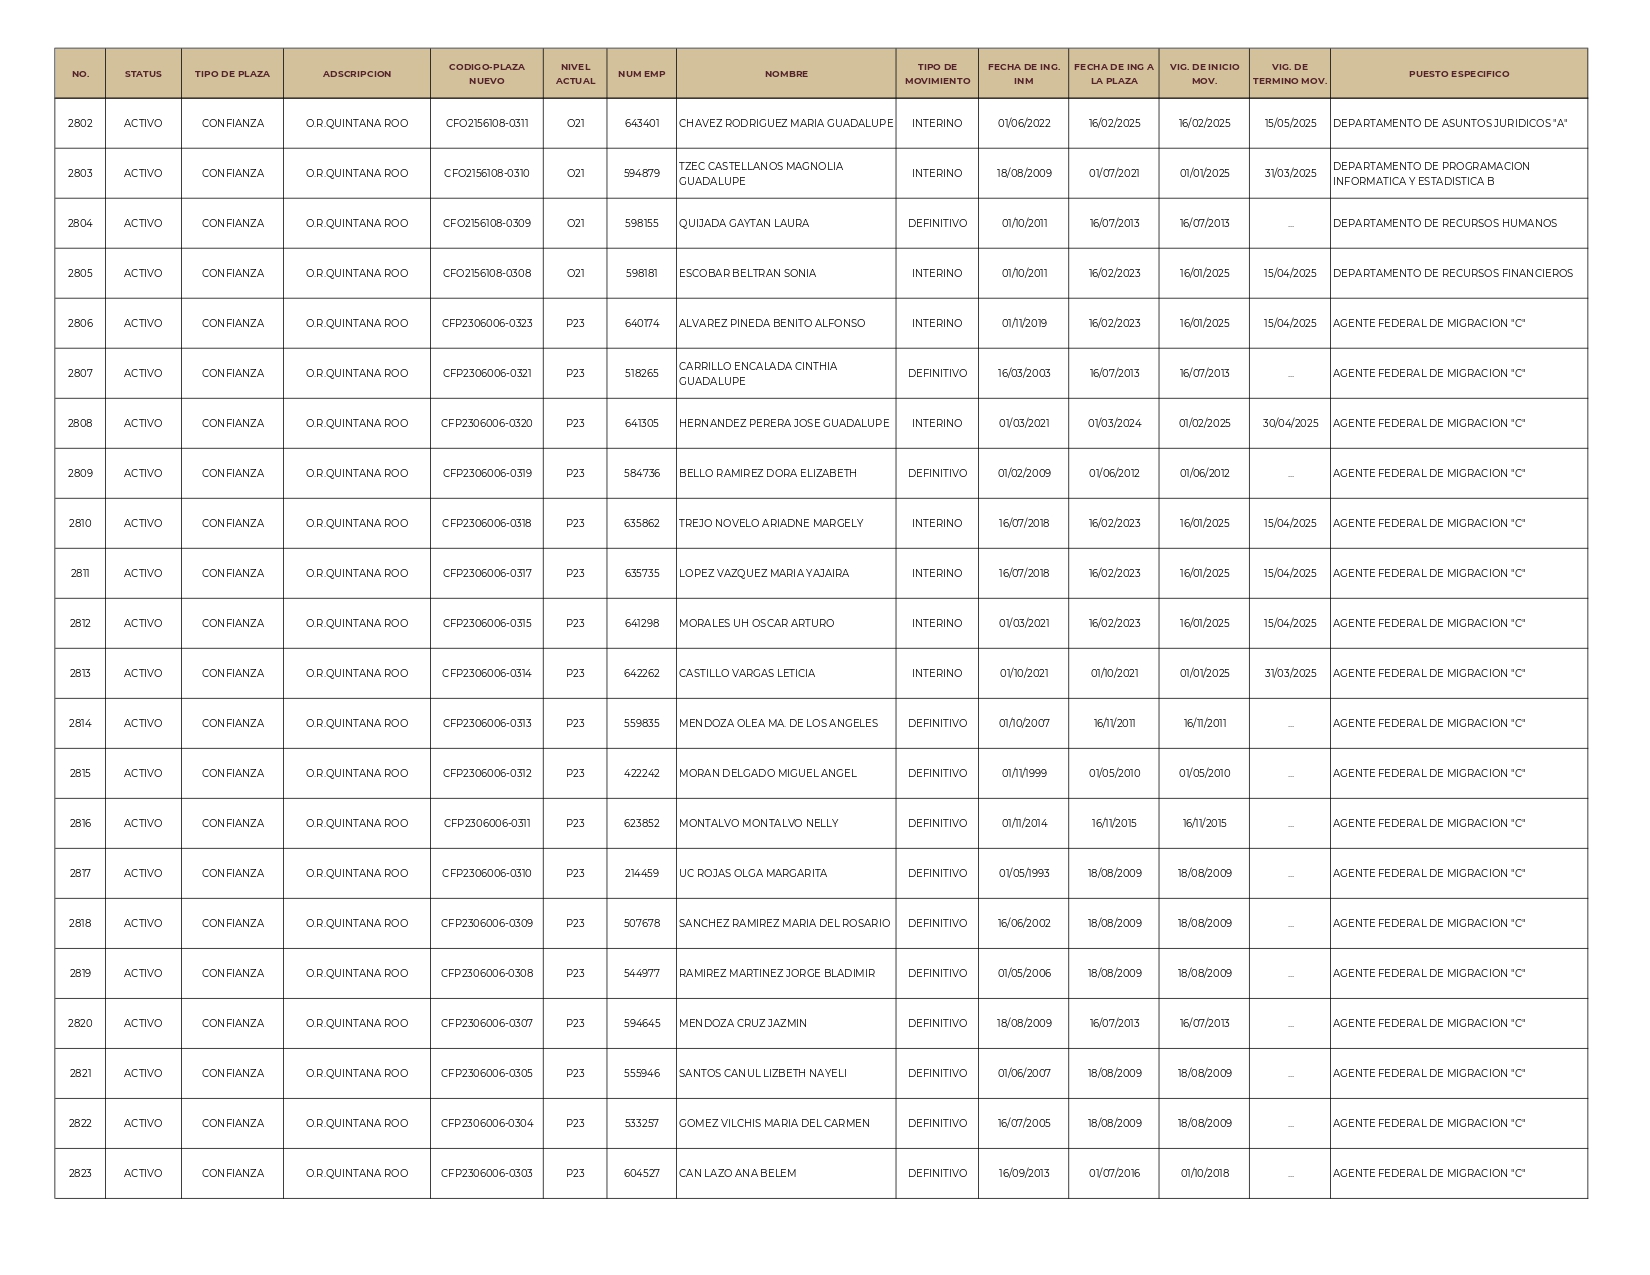 NO. STATUS TIPO DE PLAZA ADSCRIPCION CODIGO-PLAZA NUEVO NIVEL ACTUAL NUM EMP NOMBRE TIPO DE MOVIMIENTO FECHA DE ING. INM FECHA DE ING A LA PLAZA VIG. DE INICIO MOV. VIG. DE TERMINO MOV. PUESTO ESPECIFICO
2802 ACTIVO CONFIANZA O.R.QUINTANA ROO CFO2156108-0311 O21 643401 CHAVEZ RODRIGUEZ MARIA GUADALUPE INTERINO 01/06/2022 16/02/2025 16/02/2025 15/05/2025 DEPARTAMENTO DE ASUNTOS JURIDICOS "A"
2803 ACTIVO CONFIANZA O.R.QUINTANA ROO CFO2156108-0310 O21 594879 TZEC CASTELLANOS MAGNOLIA GUADALUPE INTERINO 18/08/2009 01/07/2021 01/01/2025 31/03/2025 DEPARTAMENTO DE PROGRAMACION INFORMATICA Y ESTADISTICA B
2804 ACTIVO CONFIANZA O.R.QUINTANA ROO CFO2156108-0309 O21 598155 QUIJADA GAYTAN LAURA DEFINITIVO 01/10/2011 16/07/2013 16/07/2013 ... DEPARTAMENTO DE RECURSOS HUMANOS
2805 ACTIVO CONFIANZA O.R.QUINTANA ROO CFO2156108-0308 O21 598181 ESCOBAR BELTRAN SONIA INTERINO 01/10/2011 16/02/2023 16/01/2025 15/04/2025 DEPARTAMENTO DE RECURSOS FINANCIEROS
2806 ACTIVO CONFIANZA O.R.QUINTANA ROO CFP2306006-0323 P23 640174 ALVAREZ PINEDA BENITO ALFONSO INTERINO 01/11/2019 16/02/2023 16/01/2025 15/04/2025 AGENTE FEDERAL DE MIGRACION "C"
2807 ACTIVO CONFIANZA O.R.QUINTANA ROO CFP2306006-0321 P23 518265 CARRILLO ENCALADA CINTHIA GUADALUPE DEFINITIVO 16/03/2003 16/07/2013 16/07/2013 ... AGENTE FEDERAL DE MIGRACION "C"
2808 ACTIVO CONFIANZA O.R.QUINTANA ROO CFP2306006-0320 P23 641305 HERNANDEZ PERERA JOSE GUADALUPE INTERINO 01/03/2021 01/03/2024 01/02/2025 30/04/2025 AGENTE FEDERAL DE MIGRACION "C"
2809 ACTIVO CONFIANZA O.R.QUINTANA ROO CFP2306006-0319 P23 584736 BELLO RAMIREZ DORA ELIZABETH DEFINITIVO 01/02/2009 01/06/2012 01/06/2012 ... AGENTE FEDERAL DE MIGRACION "C"
2810 ACTIVO CONFIANZA O.R.QUINTANA ROO CFP2306006-0318 P23 635862 TREJO NOVELO ARIADNE MARGELY INTERINO 16/07/2018 16/02/2023 16/01/2025 15/04/2025 AGENTE FEDERAL DE MIGRACION "C"
2811 ACTIVO CONFIANZA O.R.QUINTANA ROO CFP2306006-0317 P23 635735 LOPEZ VAZQUEZ MARIA YAJAIRA INTERINO 16/07/2018 16/02/2023 16/01/2025 15/04/2025 AGENTE FEDERAL DE MIGRACION "C"
2812 ACTIVO CONFIANZA O.R.QUINTANA ROO CFP2306006-0315 P23 641298 MORALES UH OSCAR ARTURO INTERINO 01/03/2021 16/02/2023 16/01/2025 15/04/2025 AGENTE FEDERAL DE MIGRACION "C"
2813 ACTIVO CONFIANZA O.R.QUINTANA ROO CFP2306006-0314 P23 642262 CASTILLO VARGAS LETICIA INTERINO 01/10/2021 01/10/2021 01/01/2025 31/03/2025 AGENTE FEDERAL DE MIGRACION "C"
2814 ACTIVO CONFIANZA O.R.QUINTANA ROO CFP2306006-0313 P23 559835 MENDOZA OLEA MA. DE LOS ANGELES DEFINITIVO 01/10/2007 16/11/2011 16/11/2011 ... AGENTE FEDERAL DE MIGRACION "C"
2815 ACTIVO CONFIANZA O.R.QUINTANA ROO CFP2306006-0312 P23 422242 MORAN DELGADO MIGUEL ANGEL DEFINITIVO 01/11/1999 01/05/2010 01/05/2010 ... AGENTE FEDERAL DE MIGRACION "C"
2816 ACTIVO CONFIANZA O.R.QUINTANA ROO CFP2306006-0311 P23 623852 MONTALVO MONTALVO NELLY DEFINITIVO 01/11/2014 16/11/2015 16/11/2015 ... AGENTE FEDERAL DE MIGRACION "C"
2817 ACTIVO CONFIANZA O.R.QUINTANA ROO CFP2306006-0310 P23 214459 UC ROJAS OLGA MARGARITA DEFINITIVO 01/05/1993 18/08/2009 18/08/2009 ... AGENTE FEDERAL DE MIGRACION "C"
2818 ACTIVO CONFIANZA O.R.QUINTANA ROO CFP2306006-0309 P23 507678 SANCHEZ RAMIREZ MARIA DEL ROSARIO DEFINITIVO 16/06/2002 18/08/2009 18/08/2009 ... AGENTE FEDERAL DE MIGRACION "C"
2819 ACTIVO CONFIANZA O.R.QUINTANA ROO CFP2306006-0308 P23 544977 RAMIREZ MARTINEZ JORGE BLADIMIR DEFINITIVO 01/05/2006 18/08/2009 18/08/2009 ... AGENTE FEDERAL DE MIGRACION "C"
2820 ACTIVO CONFIANZA O.R.QUINTANA ROO CFP2306006-0307 P23 594645 MENDOZA CRUZ JAZMIN DEFINITIVO 18/08/2009 16/07/2013 16/07/2013 ... AGENTE FEDERAL DE MIGRACION "C"
2821 ACTIVO CONFIANZA O.R.QUINTANA ROO CFP2306006-0305 P23 555946 SANTOS CANUL LIZBETH NAYELI DEFINITIVO 01/06/2007 18/08/2009 18/08/2009 ... AGENTE FEDERAL DE MIGRACION "C"
2822 ACTIVO CONFIANZA O.R.QUINTANA ROO CFP2306006-0304 P23 533257 GOMEZ VILCHIS MARIA DEL CARMEN DEFINITIVO 16/07/2005 18/08/2009 18/08/2009 ... AGENTE FEDERAL DE MIGRACION "C"
2823 ACTIVO CONFIANZA O.R.QUINTANA ROO CFP2306006-0303 P23 604527 CAN LAZO ANA BELEM DEFINITIVO 16/09/2013 01/07/2016 01/10/2018 ... AGENTE FEDERAL DE MIGRACION "C"